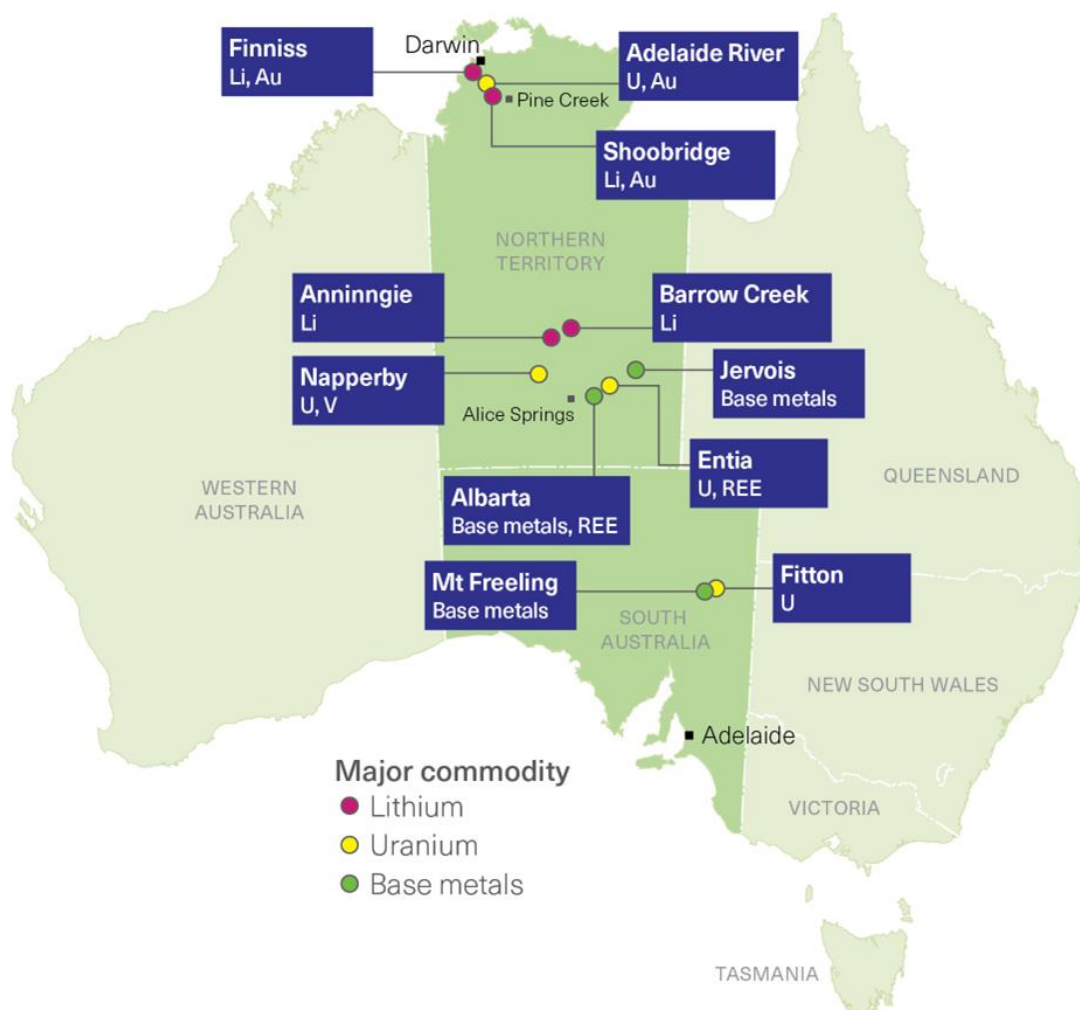 Finniss
Li, Au
Darwin
Adelaide River
U, Au
Pine Creek
Shoobridge
Li, Au
NORTHERN
TERRITORY
Anninngie
Li
Barrow Creek
Li
Napperby
U, V
Jervois
Base metals
Alice Springs
Entia
U, REE
WESTERN
AUSTRALIA
Albarta
Base metals, REE
QUEENSLAND
Mt Freeling
Base metals
Fitton
U
SOUTH
AUSTRALIA
NEW SOUTH WALES
Adelaide
Major commodity
Lithium
Uranium
Base metals
VICTORIA
TASMANIA